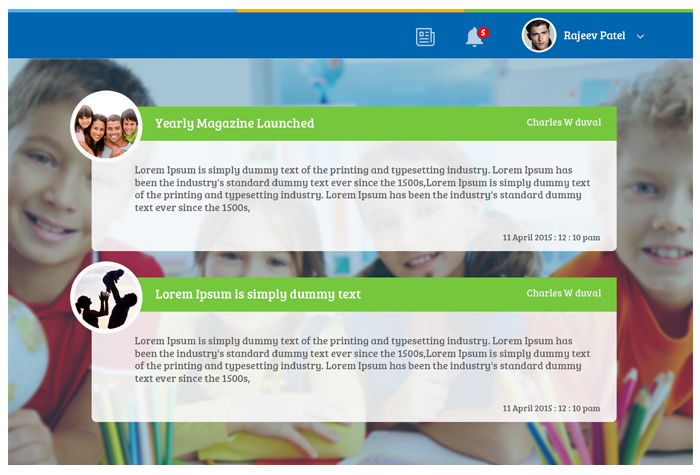 5
Rajeev Patel
Yearly Magazine Launched
Charles W duval
Lorem Ipsum is simply dummy text of the printing and typesetting industry. Lorem Ipsum has
been the industry's standard dummy text ever since the 1500s,Lorem Ipsum is simply dummy text
of the printing and typesetting industry. Lorem Ipsum has been the industry's standard dummy
text ever since the 1500s,
11 April 2015 : 12 : 10 pam
Lorem Ipsum is simply dummy text
Charles W duval
Lorem Ipsum is simply dummy text of the printing and typesetting industry. Lorem Ipsum has
been the industry's standard dummy text ever since the 1500s,Lorem Ipsum is simply dummy text
of the printing and typesetting industry. Lorem Ipsum has been the industry's standard dummy
text ever since the 1500s,
11 April 2015 : 12 : 10 pam